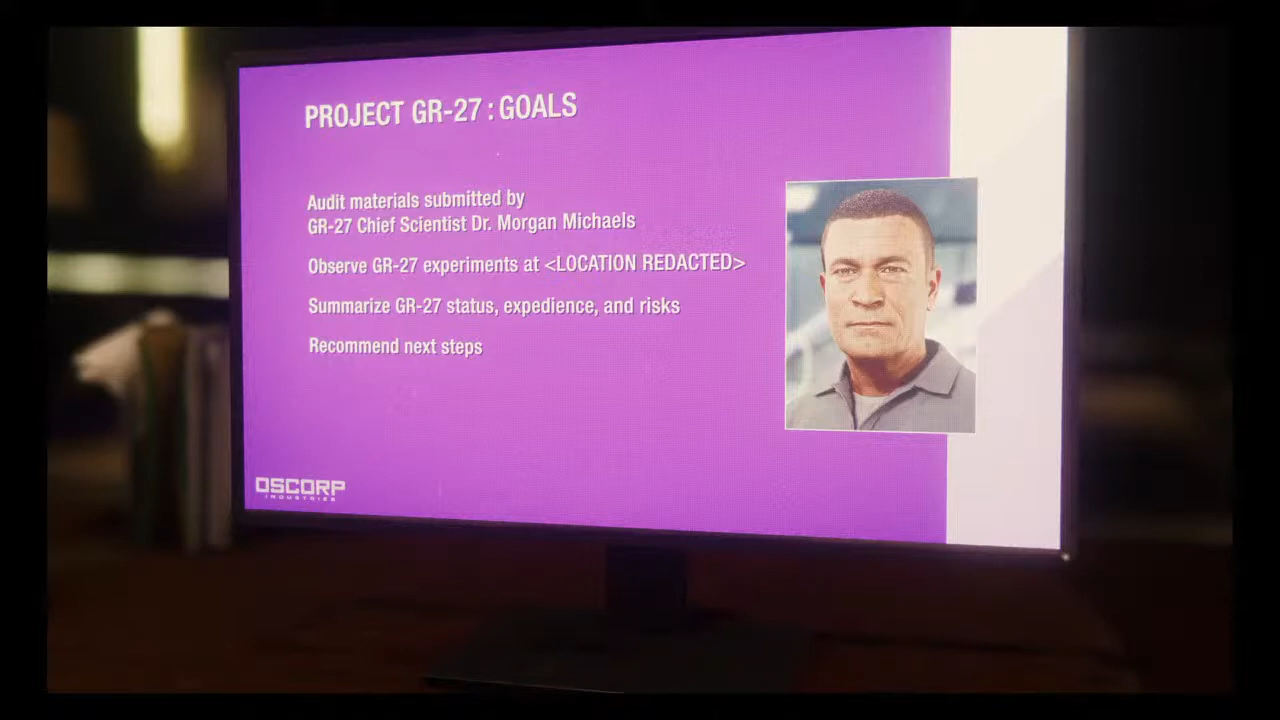 PROJECT GR-27 : GOALS
Audit materials submitted by
GR-27 Chief Scientist Dr. Morgan Michaels
Observe GR-27 experiments at <LOCATION REDACTED>
Summarize GR-27 status, expedience, and risks
Recommend next steps
OSCORP
INDUSTRIES